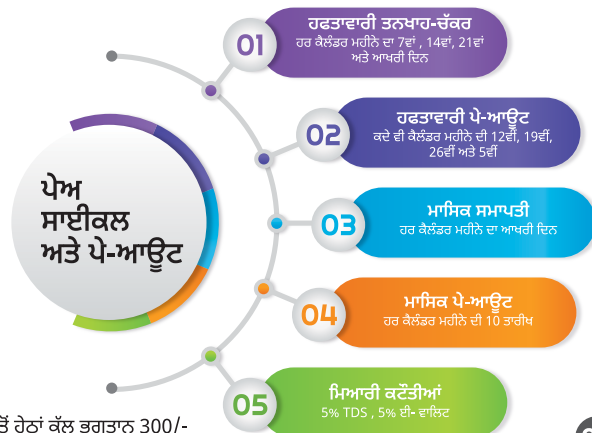 ਪੇਅ
ਸਾਈਕਲ
ਅਤੇ ਪੇ-ਆਊਟ
01
ਹਫਤਾਵਾਰੀ ਤਨਖਾਹ-ਚੱਕਰ
ਹਰ ਕੈਲੰਡਰ ਮਹੀਨੇ ਦਾ 7ਵਾਂ , 14ਵਾਂ, 21ਵਾਂ
ਅਤੇ ਆਖਰੀ ਦਿਨ
02
ਹਫਤਾਵਾਰੀ ਪੇ-ਆਊਟ
ਕਦੇ ਵੀ ਕੈਲੰਡਰ ਮਹੀਨੇ ਦੀ 12ਵੀਂ, 19ਵੀਂ,
26ਵੀਂ ਅਤੇ 5ਵੀਂ
03
ਮਾਸਿਕ ਸਮਾਪਤੀ
ਹਰ ਕੈਲੰਡਰ ਮਹੀਨੇ ਦਾ ਆਖਰੀ ਦਿਨ
04
ਮਾਸਿਕ ਪੇ-ਆਊਟ
ਹਰ ਕੈਲੰਡਰ ਮਹੀਨੇ ਦੀ 10 ਤਾਰੀਖ
05
ਮਿਆਰੀ ਕਟੌਤੀਆਂ
5% TDS , 5% ਈ- ਵਾਲਿਟ
ਤੋਂ ਹੇਠਾਂ ਕੁੱਲ ਭੁਗਤਾਨ 300/-